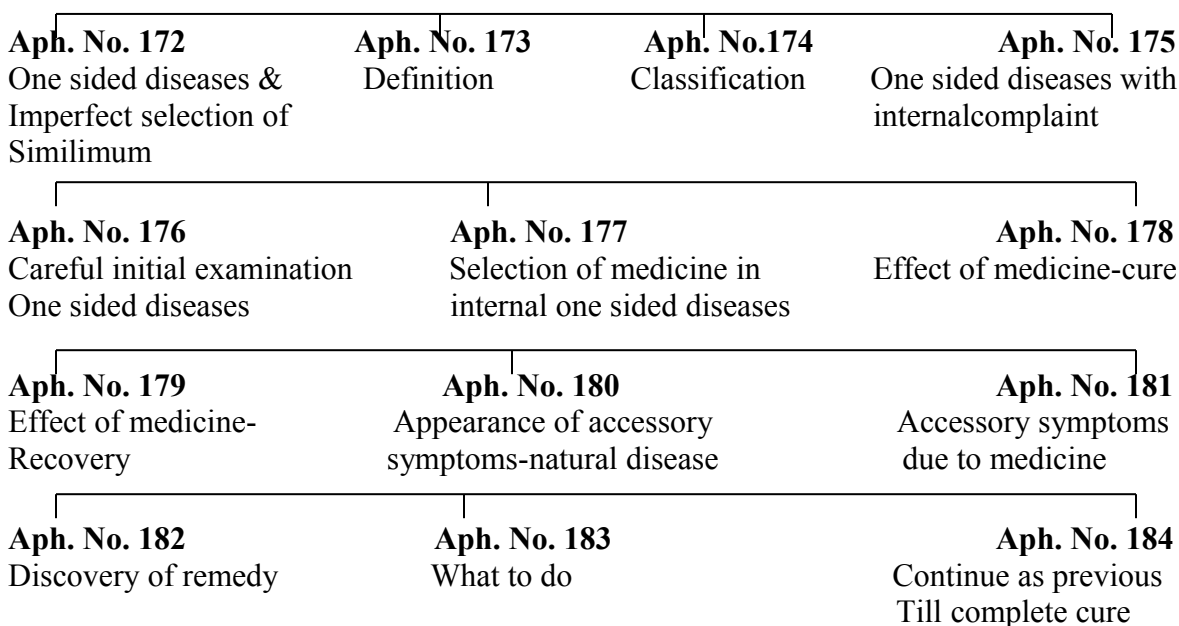 Aph. No. 172 Aph. No. 173 Aph. No.174 Aph. No. 175
One sided diseases & Definition Classification One sided diseases with
Imperfect selection of internalcomplaint
Similimum
Aph. No. 176 Aph. No. 177 Aph. No. 178
Careful initial examination Selection of medicine in Effect of medicine-cure
One sided diseases internal one sided diseases
Aph. No. 179 Aph. No. 180 Aph. No. 181
Effect of medicine- Appearance of accessory Accessory symptoms
Recovery symptoms-natural disease due to medicine
Aph. No. 182 Aph. No. 183 Aph. No. 184
Discovery of remedy What to do Continue as previous
Till complete cure